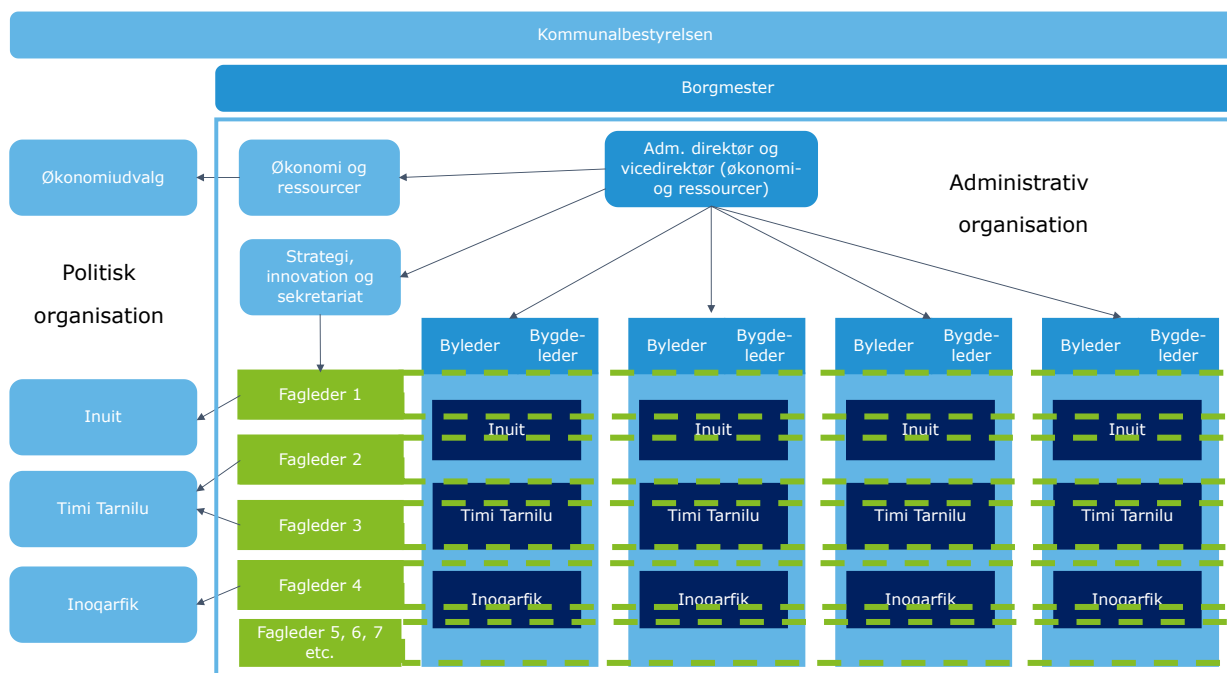 Kommunalbestyrelsen
Borgmester
Økonomiudvalg
Økonomi og
ressourcer
Adm. direktør og
vicedirektør (økonomi-
og ressourcer)
Administrativ
organisation
Politisk
organisation
Strategi,
innovation og
sekretariat
Byleder
Bygde-
leder
Byleder
Bygde-
leder
Byleder
Bygde-
leder
Byleder
Bygde-
leder
Inuit
Fagleder 1
Inuit
Inuit
Inuit
Inuit
Fagleder 2
Timi Tarnilu
Fagleder 3
Timi Tarnilu
Timi Tarnilu
Timi Tarnilu
Timi Tarnilu
Inoqarfik
Fagleder 4
Inoqarfik
Inoqarfik
Inoqarfik
Inoqarfik
Fagleder 5, 6, 7
etc.